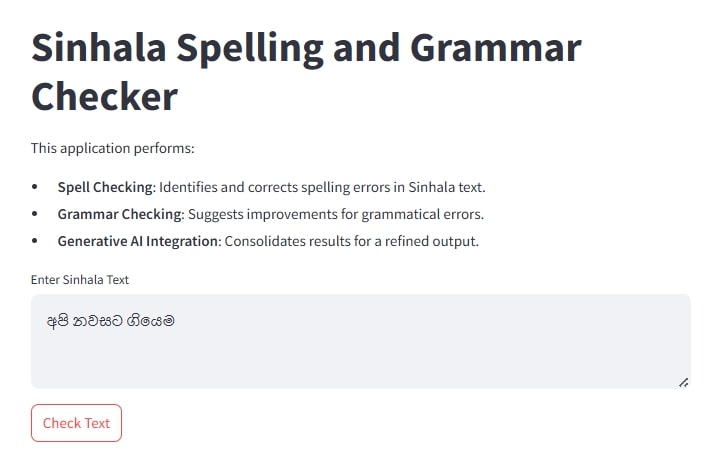 Sinhala Spelling and Grammar
Checker
This application performs:
• Spell Checking: Identifies and corrects spelling errors in Sinhala text.
• Grammar Checking: Suggests improvements for grammatical errors.
• Generative AI Integration: Consolidates results for a refined output.
Enter Sinhala Text
අපි නවසට ගියෙම
Check Text